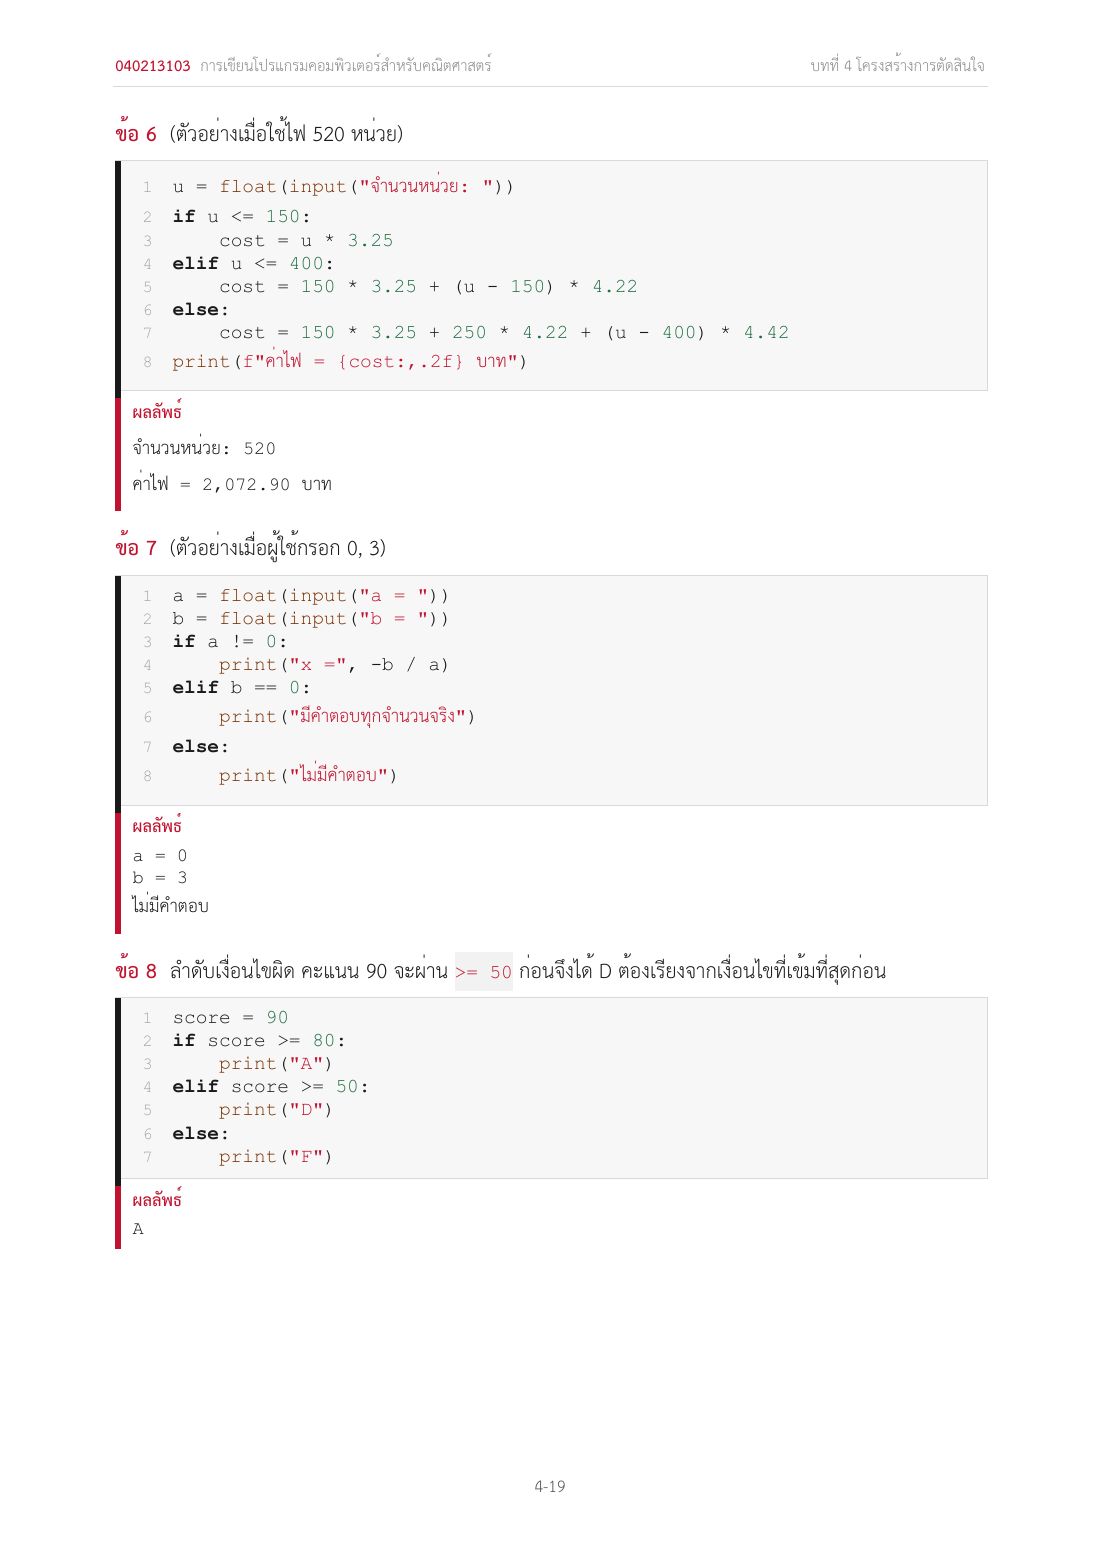 040213103 การเขียนโปรแกรมคอมพิวเตอร์สำหรับคณิตศาสตร์ บทที่ 4 โครงสร้างการตัดสินใจ
ข้อ 6 (ตัวอย่างเมื่อใช้ไฟ 520 หน่วย)
1 u = float(input("จำนวนหน่วย: "))
2 if u <= 150:
3     cost = u * 3.25
4 elif u <= 400:
5     cost = 150 * 3.25 + (u - 150) * 4.22
6 else:
7     cost = 150 * 3.25 + 250 * 4.22 + (u - 400) * 4.42
8 print(f"ค่าไฟ = {cost:,.2f} บาท")
ผลลัพธ์
จำนวนหน่วย: 520
ค่าไฟ = 2,072.90 บาท
ข้อ 7 (ตัวอย่างเมื่อผู้ใช้กรอก 0, 3)
1 a = float(input("a = "))
2 b = float(input("b = "))
3 if a != 0:
4     print("x =", -b / a)
5 elif b == 0:
6     print("มีคำตอบทุกจำนวนจริง")
7 else:
8     print("ไม่มีคำตอบ")
ผลลัพธ์
a = 0
b = 3
ไม่มีคำตอบ
ข้อ 8 ลำดับเงื่อนไขผิด คะแนน 90 จะผ่าน >= 50 ก่อนจึงได้ D ต้องเรียงจากเงื่อนไขที่เข้มที่สุดก่อน
1 score = 90
2 if score >= 80:
3     print("A")
4 elif score >= 50:
5     print("D")
6 else:
7     print("F")
ผลลัพธ์
A
4-19